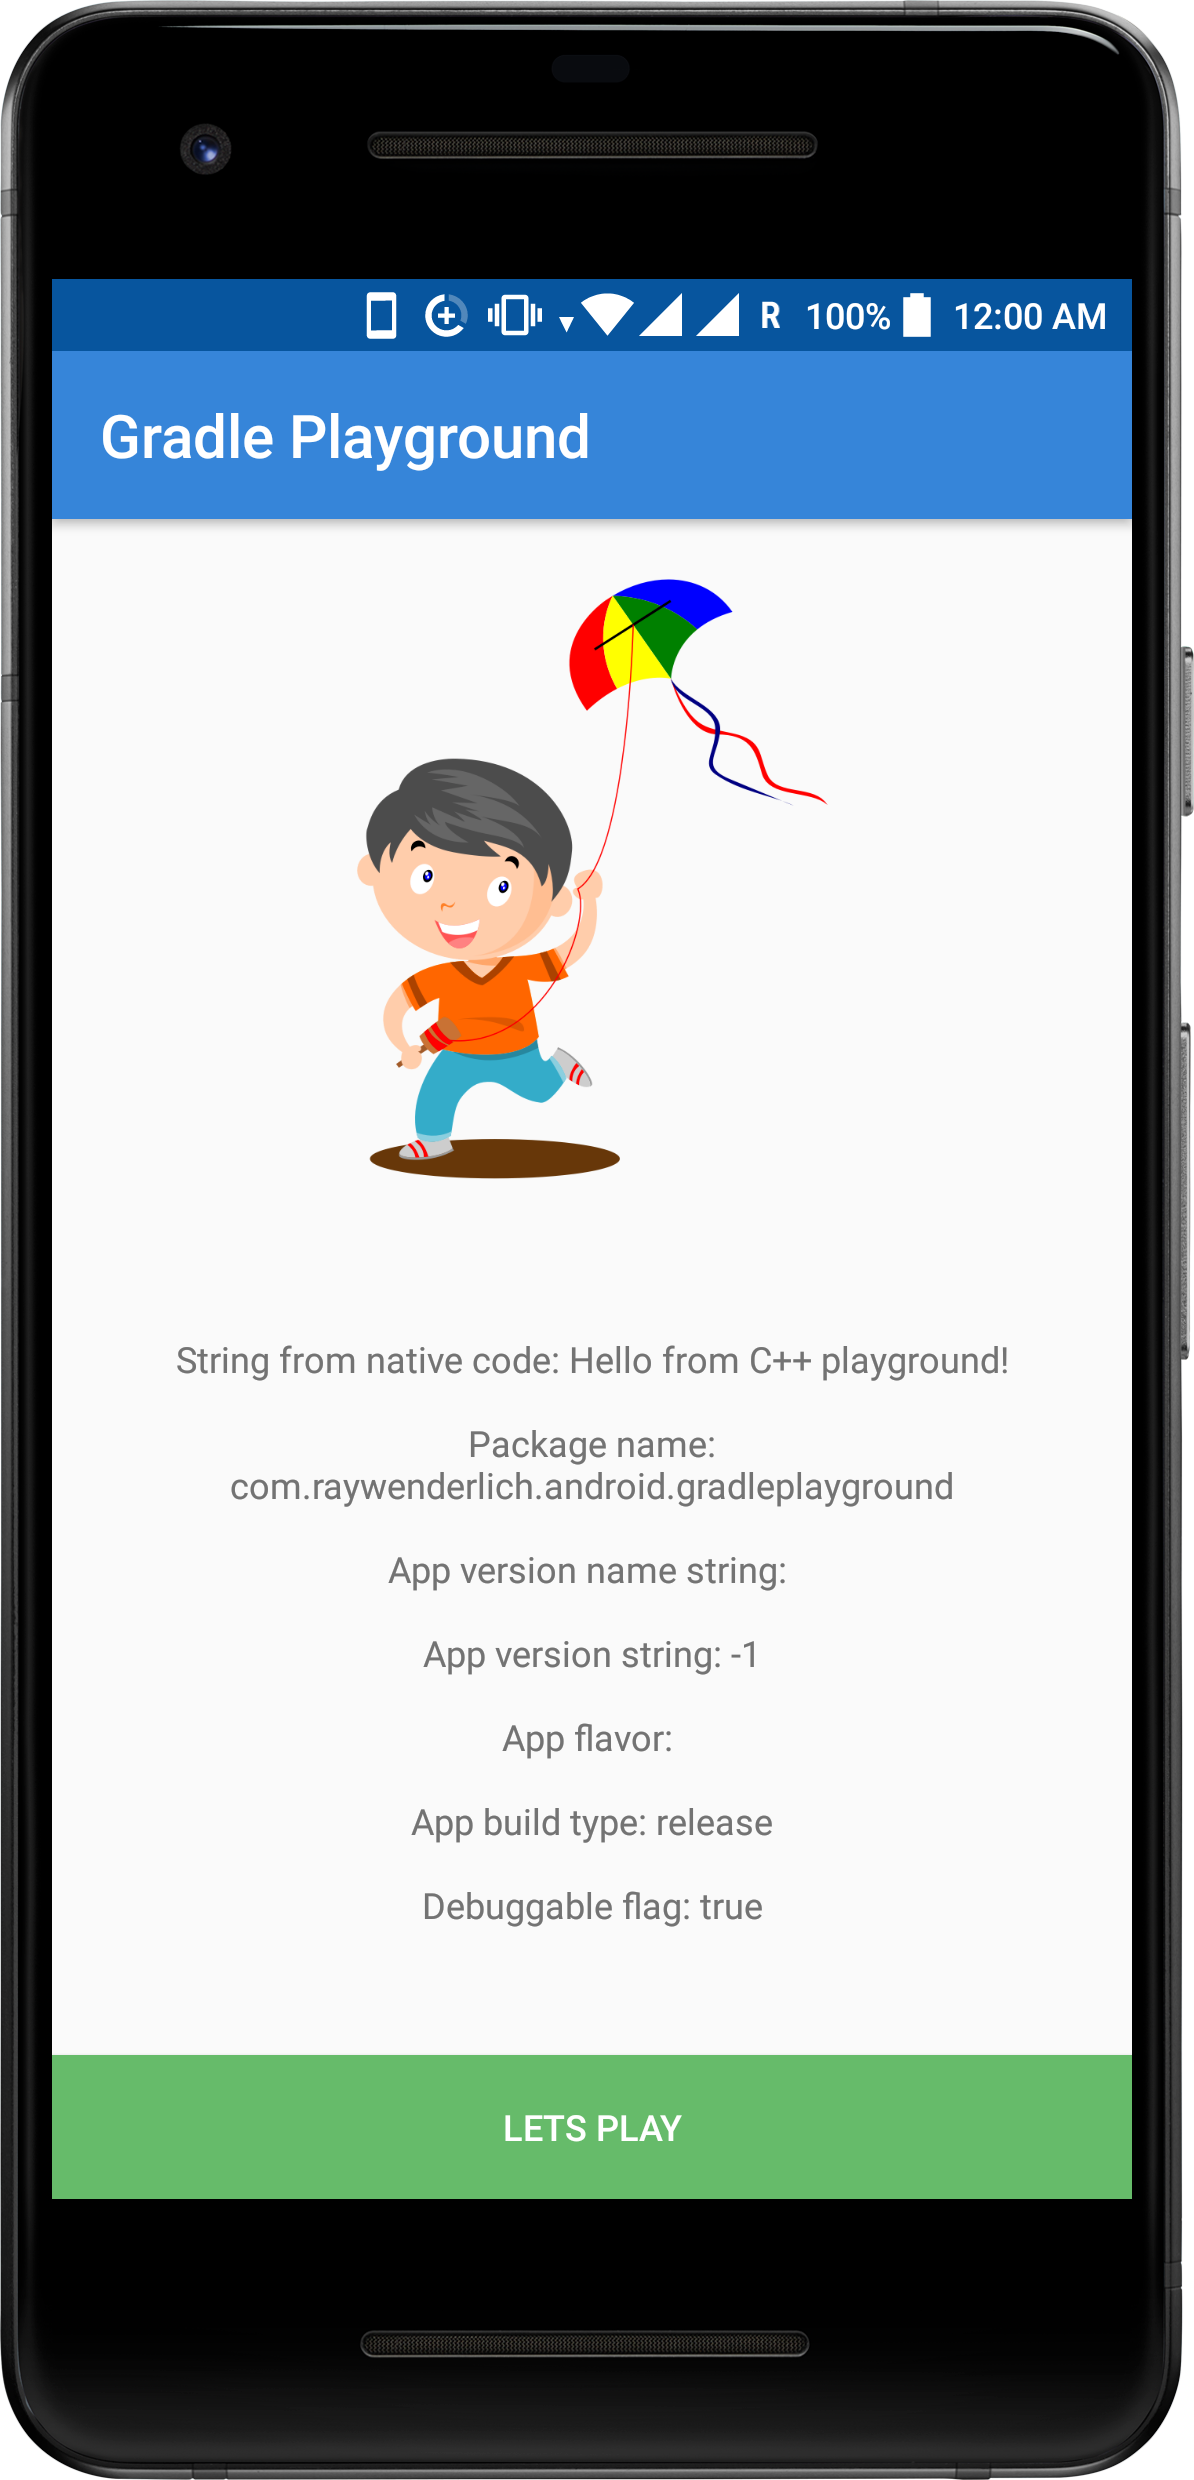 R 100% 12:00 AM
Gradle Playground
String from native code: Hello from C++ playground!
Package name:
com.raywenderlich.android.gradleplayground
App version name string:
App version string: -1
App flavor:
App build type: release
Debuggable flag: true
LETS PLAY